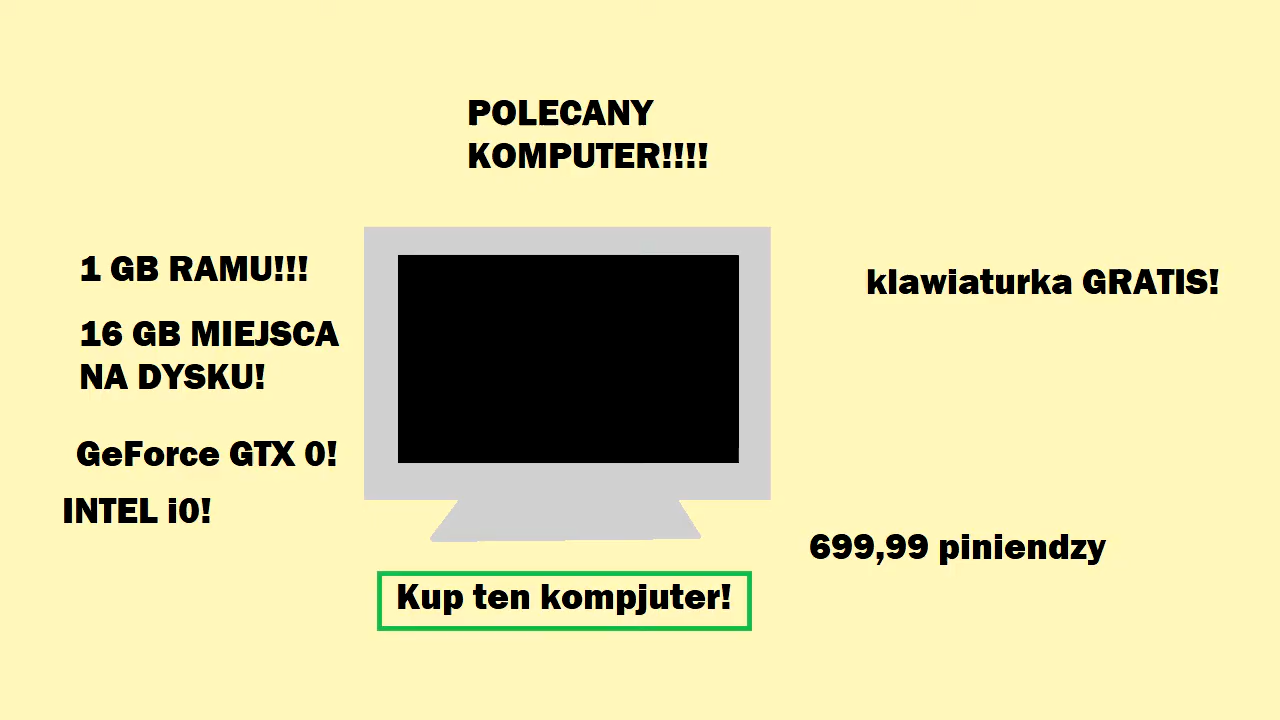 POLECANY
KOMPUTER!!!!
1 GB RAMU!!!
16 GB MIEJSCA
NA DYSKU!
GeForce GTX 0!
INTEL i0!
klawiaturka GRATIS!
699,99 piniendzy
Kup ten kompjuter!